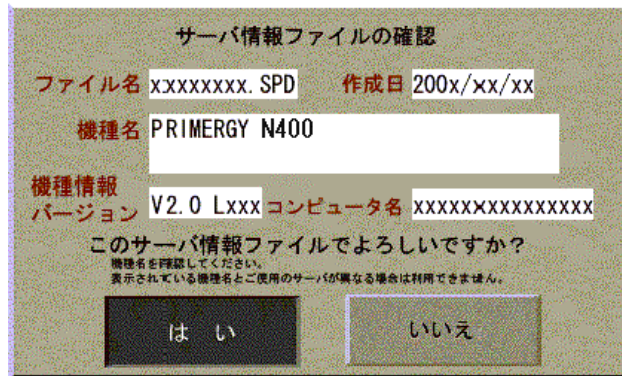 サーバ情報ファイルの確認
ファイル名 xxxxxxxx.SPD 作成日 200x/xx/xx
機種名 PRIMERGY N400
機種情報
バージョン V2.0 Lxxx コンピュータ名 xxxxxxxxxxxxxxx
このサーバ情報ファイルでよろしいですか？
機種名を確認してください。
表示されている機種名とご使用のサーバが異なる場合は利用できません。
はい いいえ